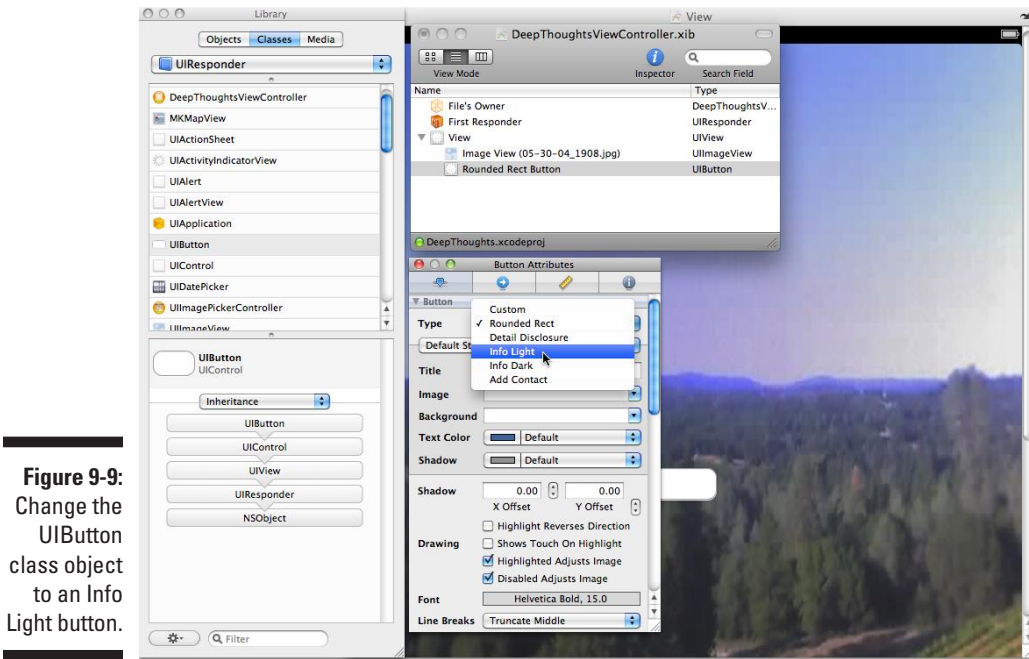 Library
Objects Classes Media
UIResponder
DeepThoughtsViewController
MKMapView
UIActionSheet
UIActivityIndicatorView
UIAlert
UIAlertView
UIApplication
UIButton
UIControl
UIDatePicker
UIImagePickerController
UIImageView
UIButton
UIControl
Inheritance
UIButton
UIControl
UIView
UIResponder
NSObject
Filter
View
DeepThoughtsViewController.xib
View Mode Inspector Search Field
Name Type
File's Owner DeepThoughtsV...
First Responder UIResponder
View UIView
Image View (05-30-04_1908.jpg) UIImageView
Rounded Rect Button UIButton
DeepThoughts.xcodeproj
Button Attributes
Button
Type
Custom
Rounded Rect
Detail Disclosure
Info Light
Info Dark
Add Contact
Default St
Title
Image
Background
Text Color Default
Shadow Default
Shadow 0.00 0.00
X Offset Y Offset
Highlight Reverses Direction
Drawing Shows Touch On Highlight
Highlighted Adjusts Image
Disabled Adjusts Image
Font Helvetica Bold, 15.0
Line Breaks Truncate Middle
Figure 9-9:
Change the
UIButton
class object
to an Info
Light button.